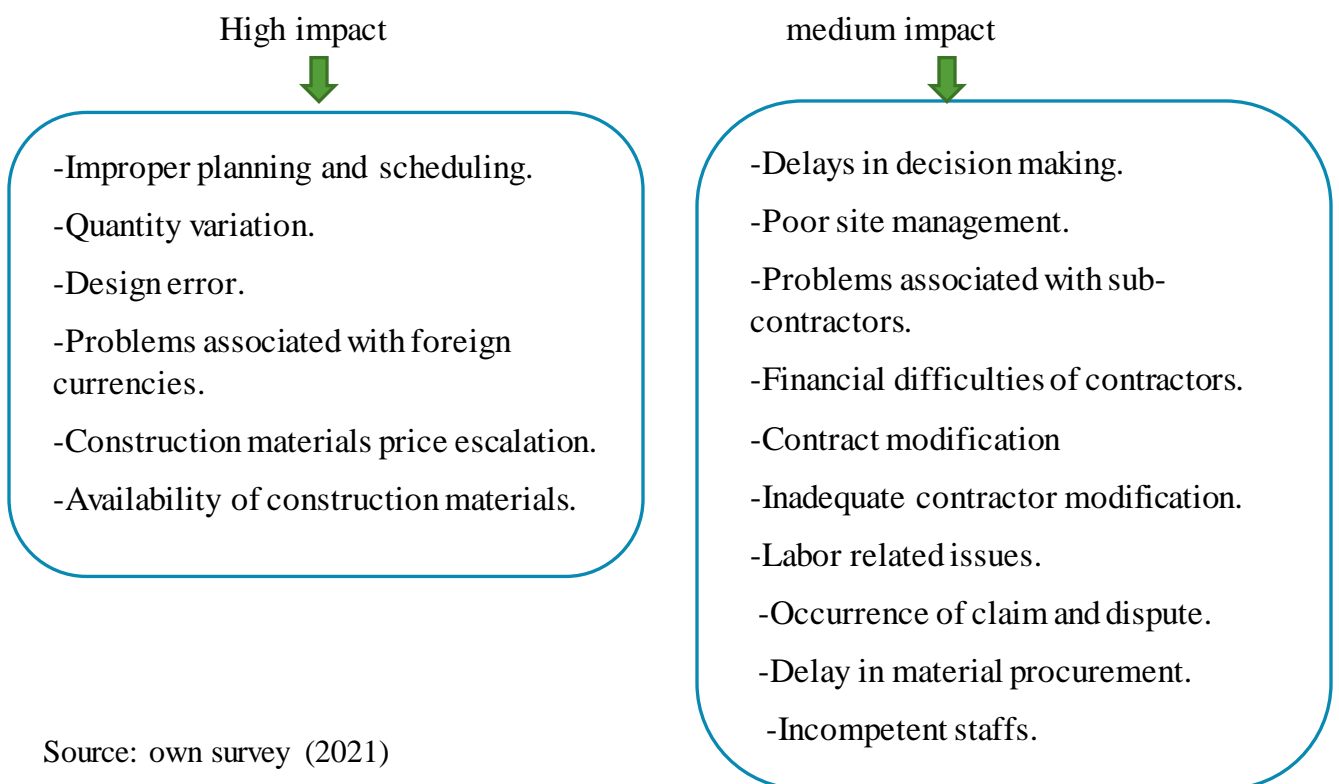 High impact
-Improper planning and scheduling.
-Quantity variation.
-Design error.
-Problems associated with foreign
currencies.
-Construction materials price escalation.
-Availability of construction materials.
medium impact
-Delays in decision making.
-Poor site management.
-Problems associated with sub-
contractors.
-Financial difficulties of contractors.
-Contract modification
-Inadequate contractor modification.
-Labor related issues.
-Occurrence of claim and dispute.
-Delay in material procurement.
-Incompetent staffs.
Source: own survey (2021)